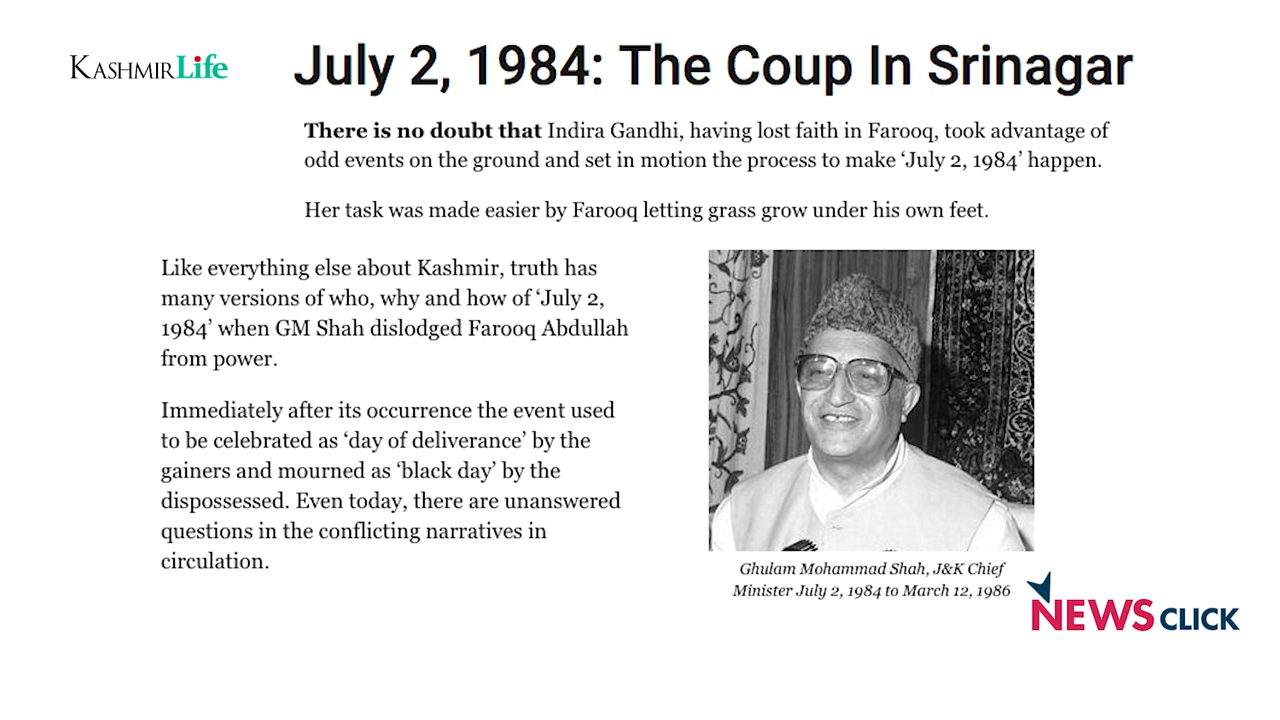 KASHMIRLife
July 2, 1984: The Coup In Srinagar
There is no doubt that Indira Gandhi, having lost faith in Farooq, took advantage of
odd events on the ground and set in motion the process to make ‘July 2, 1984’ happen.
Her task was made easier by Farooq letting grass grow under his own feet.
Like everything else about Kashmir, truth has
many versions of who, why and how of ‘July 2,
1984’ when GM Shah dislodged Farooq Abdullah
from power.
Immediately after its occurrence the event used
to be celebrated as ‘day of deliverance’ by the
gainers and mourned as ‘black day’ by the
dispossessed. Even today, there are unanswered
questions in the conflicting narratives in
circulation.
Ghulam Mohammad Shah, J&K Chief
Minister July 2, 1984 to March 12, 1986
NEWSCLICK